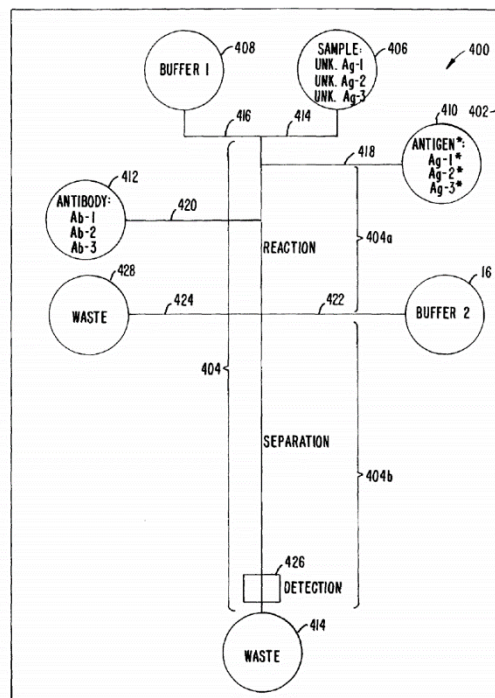 408
BUFFER 1
SAMPLE:
UNK. Ag-1
UNK. Ag-2
UNK. Ag-3
406
400
416
414
410
402
418
ANTIGEN*:
Ag-1*
Ag-2*
Ag-3*
412
ANTIBODY:
Ab-1
Ab-2
Ab-3
420
REACTION
404a
428
WASTE
424
422
16
BUFFER 2
404
SEPARATION
404b
426
DETECTION
414
WASTE